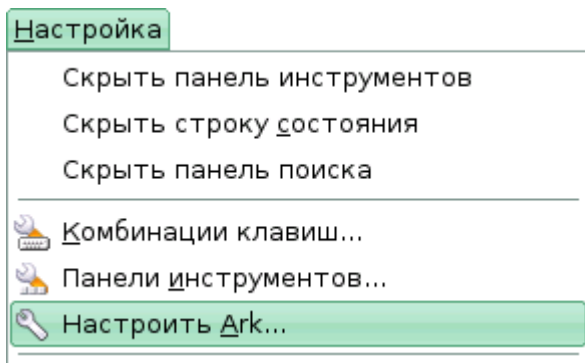 Настройка
Скрыть панель инструментов
Скрыть строку состояния
Скрыть панель поиска
Комбинации клавиш...
Панели инструментов...
Настроить Ark...